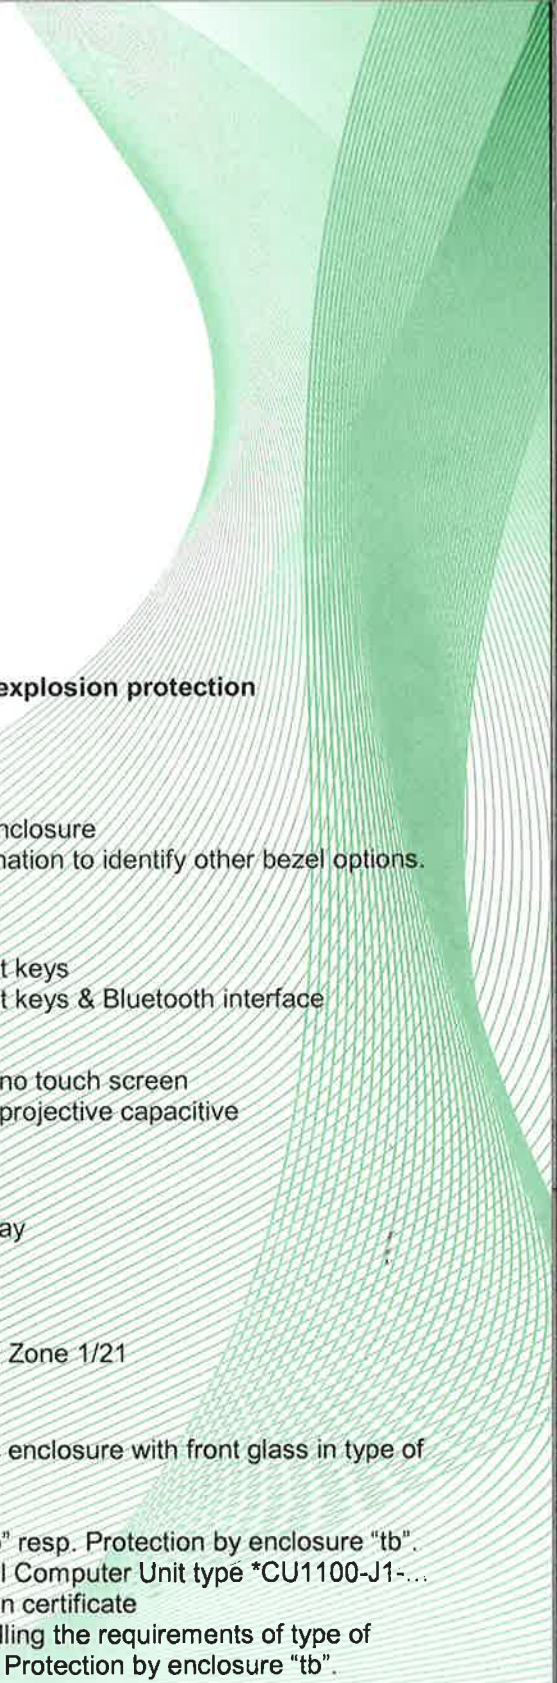 explosion protection
nclosure
nation to identify other bezel options.
t keys
t keys & Bluetooth interface
no touch screen
projective capacitive
ay
Zone 1/21
enclosure with front glass in type of
” resp. Protection by enclosure “tb”.
l Computer Unit type *CU1100-J1-...
n certificate
lling the requirements of type of
Protection by enclosure “tb”.